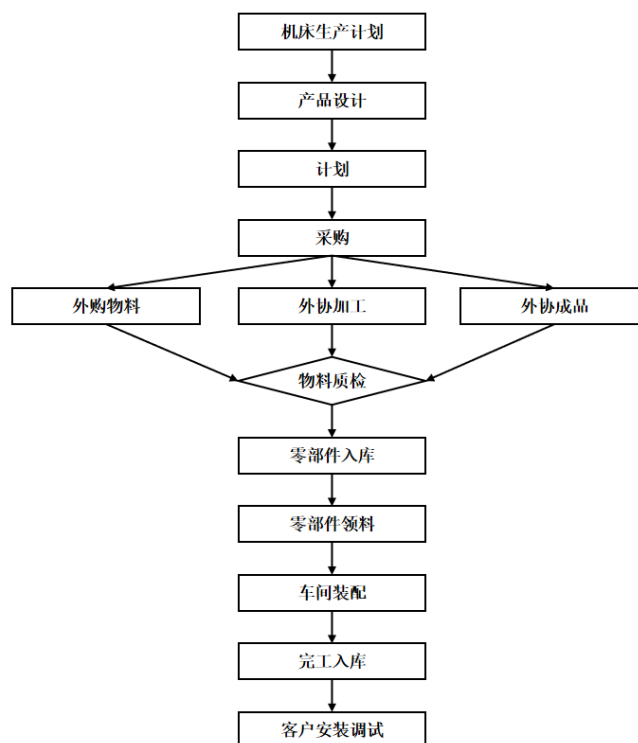 机床生产计划
产品设计
计划
采购
外购物料
外协加工
外协成品
物料质检
零部件入库
零部件领料
车间装配
完工入库
客户安装调试